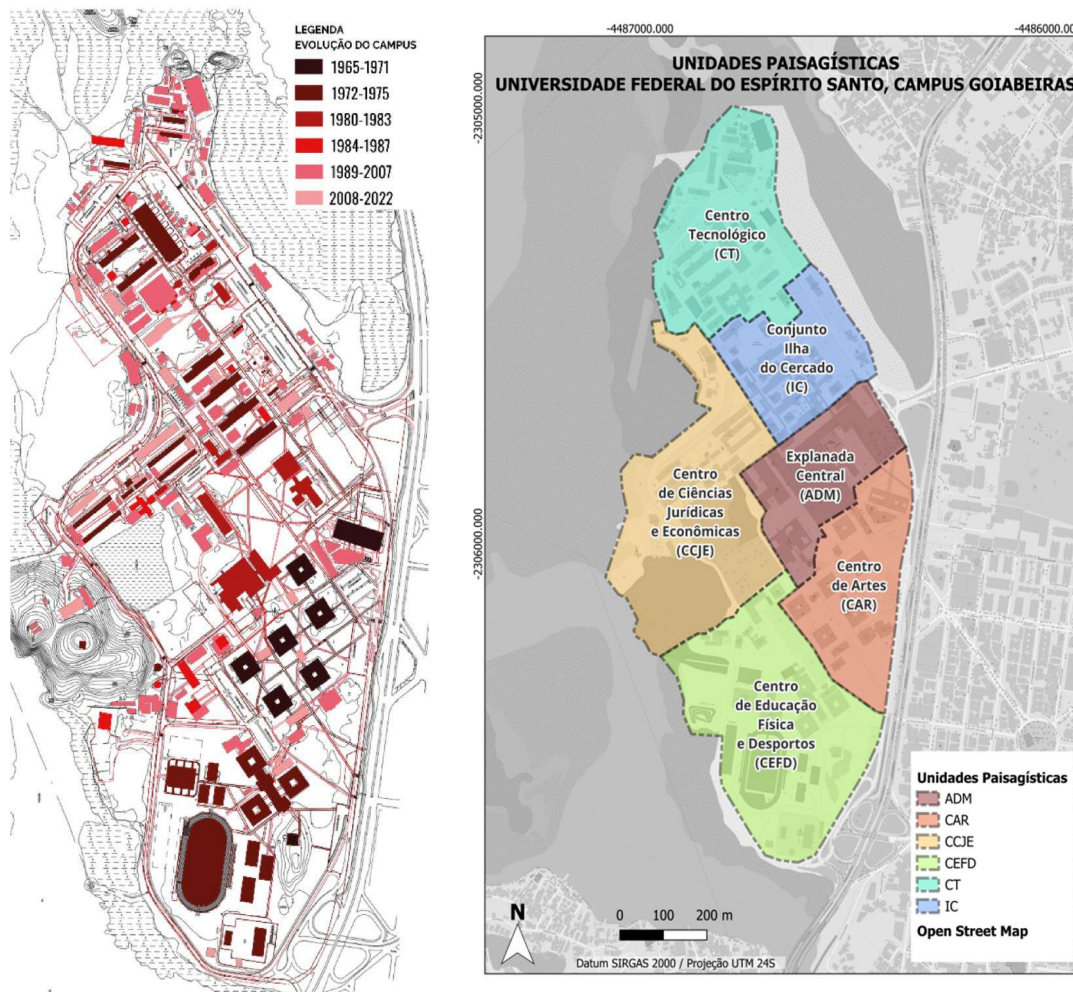 LEGENDA
EVOLUÇÃO DO CAMPUS
1965-1971
1972-1975
1980-1983
1984-1987
1989-2007
2008-2022
-4487000.000
-4486000.000
UNIDADES PAISAGÍSTICAS
UNIVERSIDADE FEDERAL DO ESPÍRITO SANTO, CAMPUS GOIABEIRAS
-2305000.000
-2306000.000
Centro
Tecnológico
(CT)
Conjunto
Ilha
do Cercado
(IC)
Explanada
Central
(ADM)
Centro
de Ciências
Jurídicas
e Econômicas
(CCJE)
Centro
de Artes
(CAR)
Centro
de Educação
Física
e Desportos
(CEFD)
Unidades Paisagísticas
ADM
CAR
CCJE
CEFD
CT
IC
Open Street Map
N
0 100 200 m
Datum SIRGAS 2000 / Projeção UTM 24S